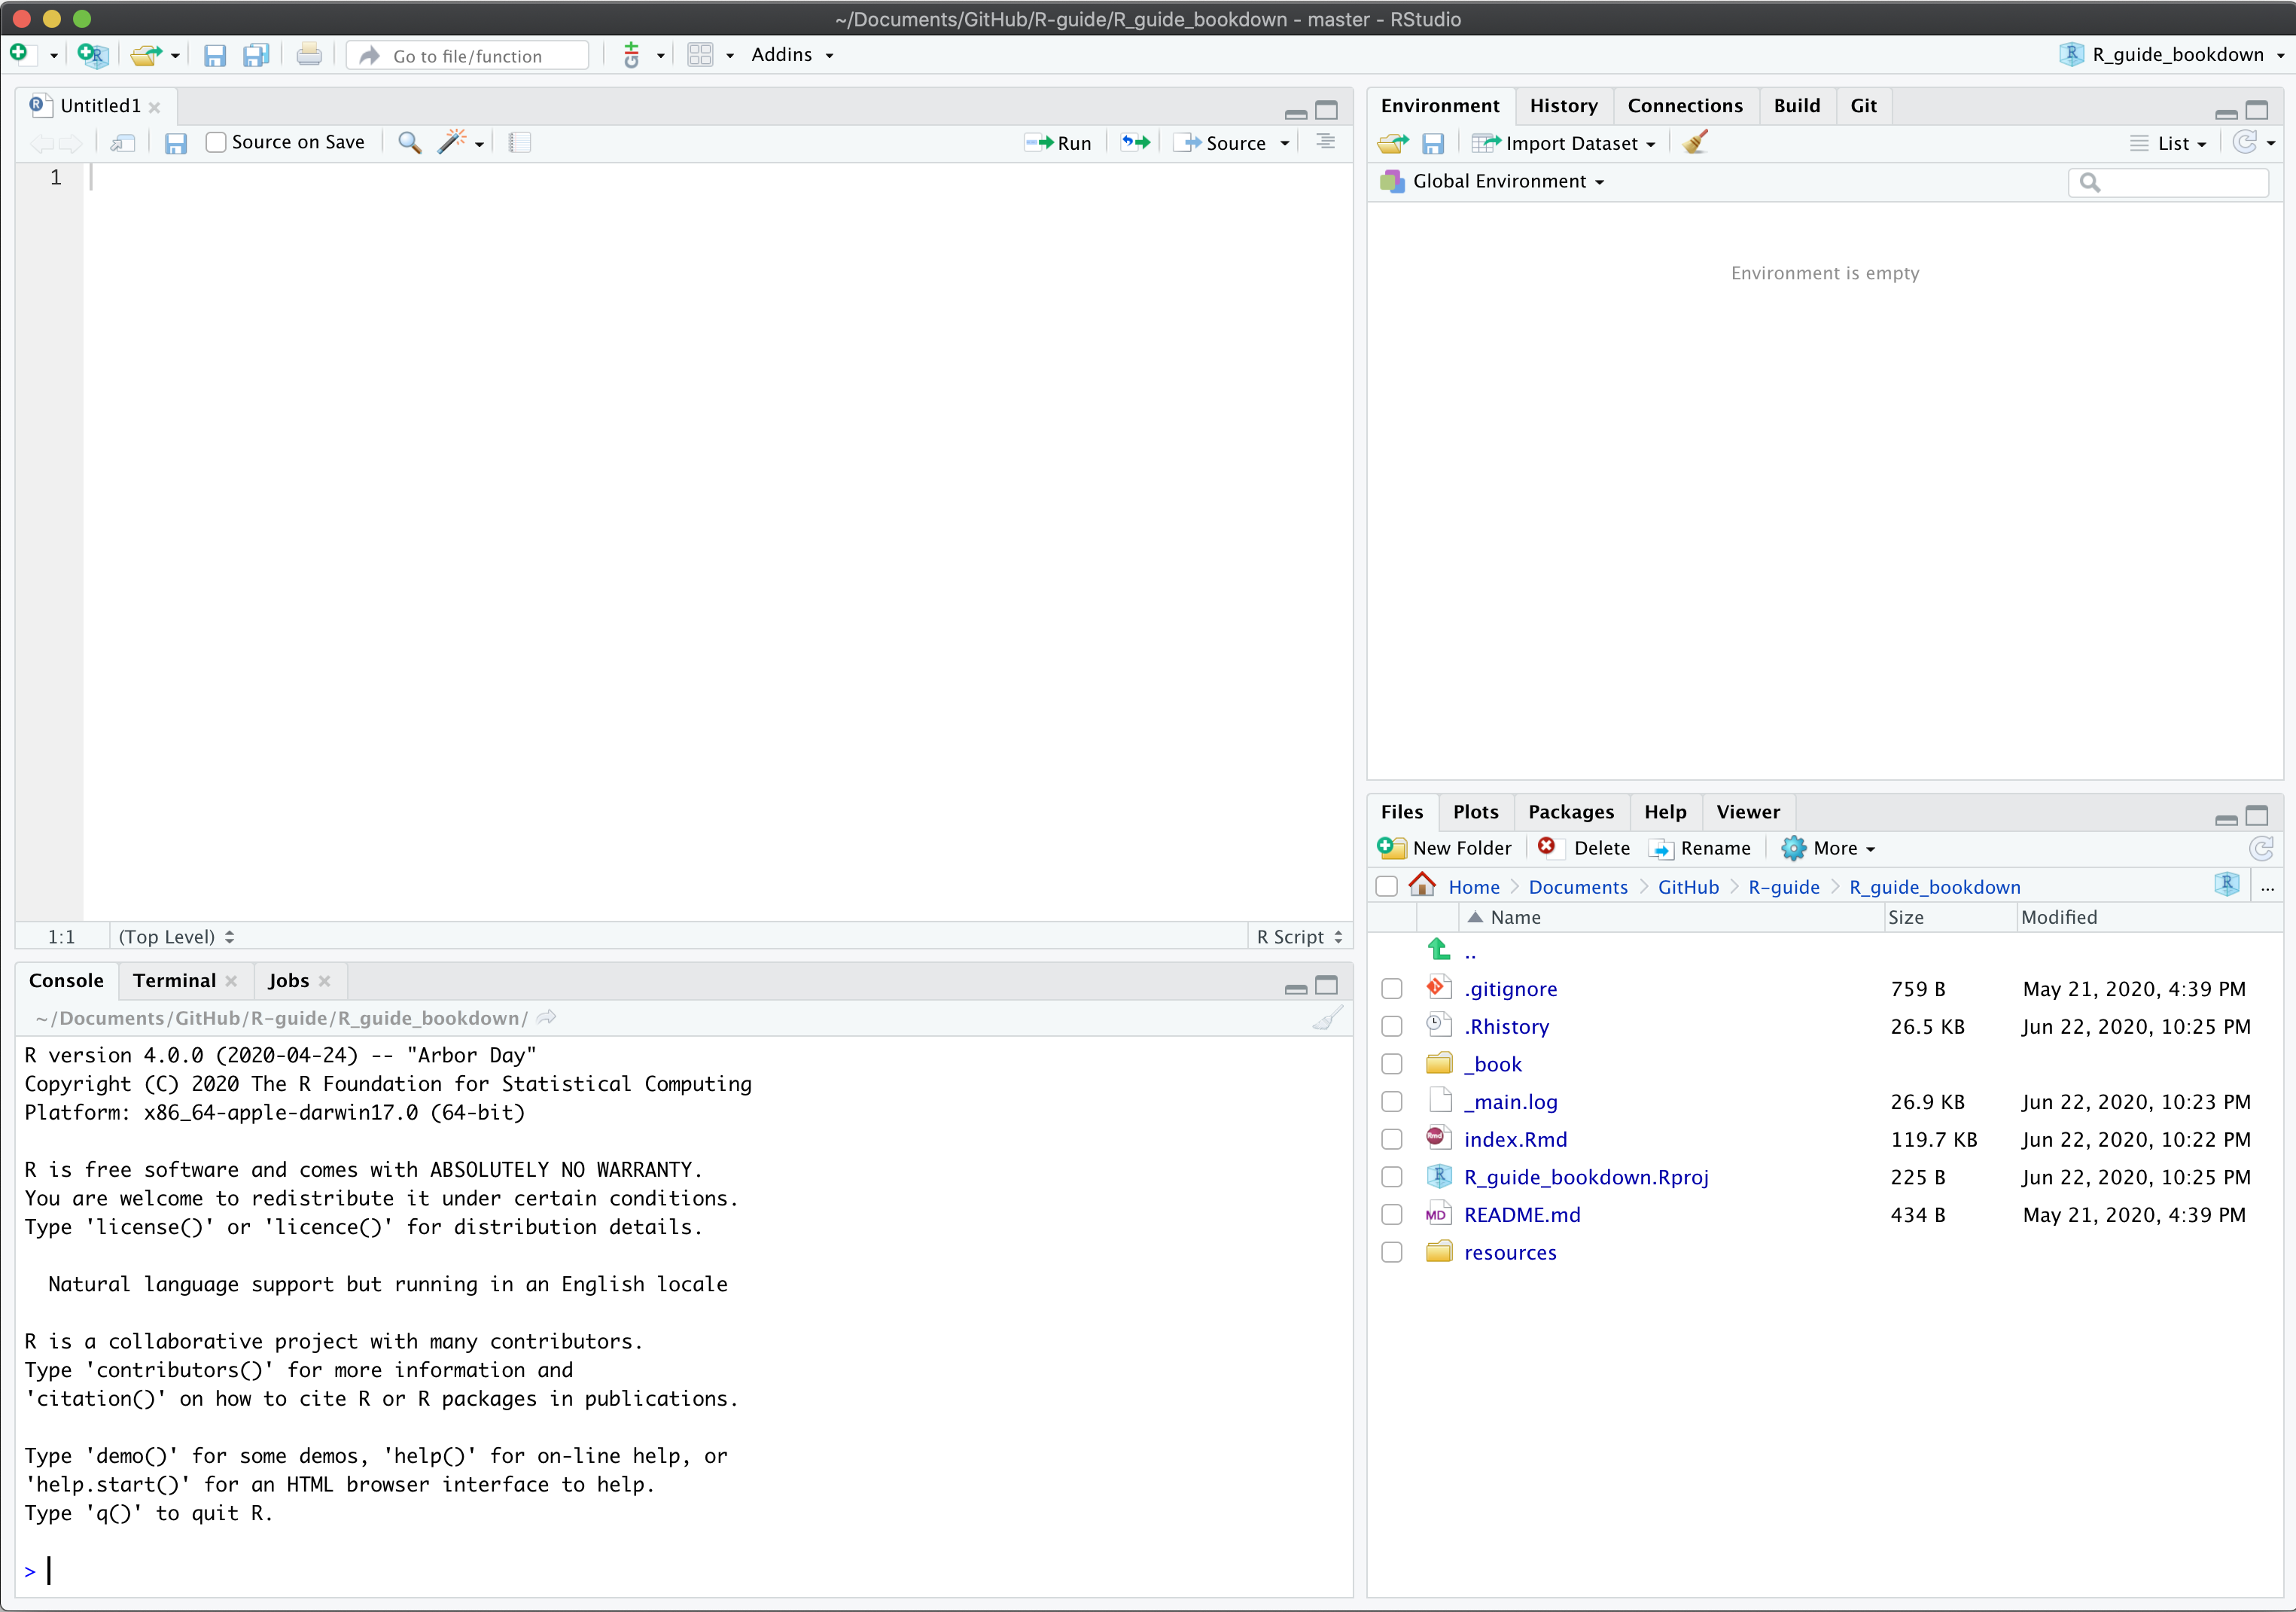 ~/Documents/GitHub/R-guide/R_guide_bookdown - master - RStudio
Go to file/function
Addins
R_guide_bookdown
Untitled1
Source on Save
Run
Source
1
1:1
(Top Level)
R Script
Console
Terminal
Jobs
~/Documents/GitHub/R-guide/R_guide_bookdown/
R version 4.0.0 (2020-04-24) -- "Arbor Day"
Copyright (C) 2020 The R Foundation for Statistical Computing
Platform: x86_64-apple-darwin17.0 (64-bit)
R is free software and comes with ABSOLUTELY NO WARRANTY.
You are welcome to redistribute it under certain conditions.
Type 'license()' or 'licence()' for distribution details.
Natural language support but running in an English locale
R is a collaborative project with many contributors.
Type 'contributors()' for more information and
'citation()' on how to cite R or R packages in publications.
Type 'demo()' for some demos, 'help()' for on-line help, or
'help.start()' for an HTML browser interface to help.
Type 'q()' to quit R.
>
Environment
History
Connections
Build
Git
Import Dataset
List
Global Environment
Environment is empty
Files
Plots
Packages
Help
Viewer
New Folder
Delete
Rename
More
Home
Documents
GitHub
R-guide
R_guide_bookdown
...
Name Size Modified
..
.gitignore 759 B May 21, 2020, 4:39 PM
.Rhistory 26.5 KB Jun 22, 2020, 10:25 PM
_book
_main.log 26.9 KB Jun 22, 2020, 10:23 PM
index.Rmd 119.7 KB Jun 22, 2020, 10:22 PM
R_guide_bookdown.Rproj 225 B Jun 22, 2020, 10:25 PM
README.md 434 B May 21, 2020, 4:39 PM
resources